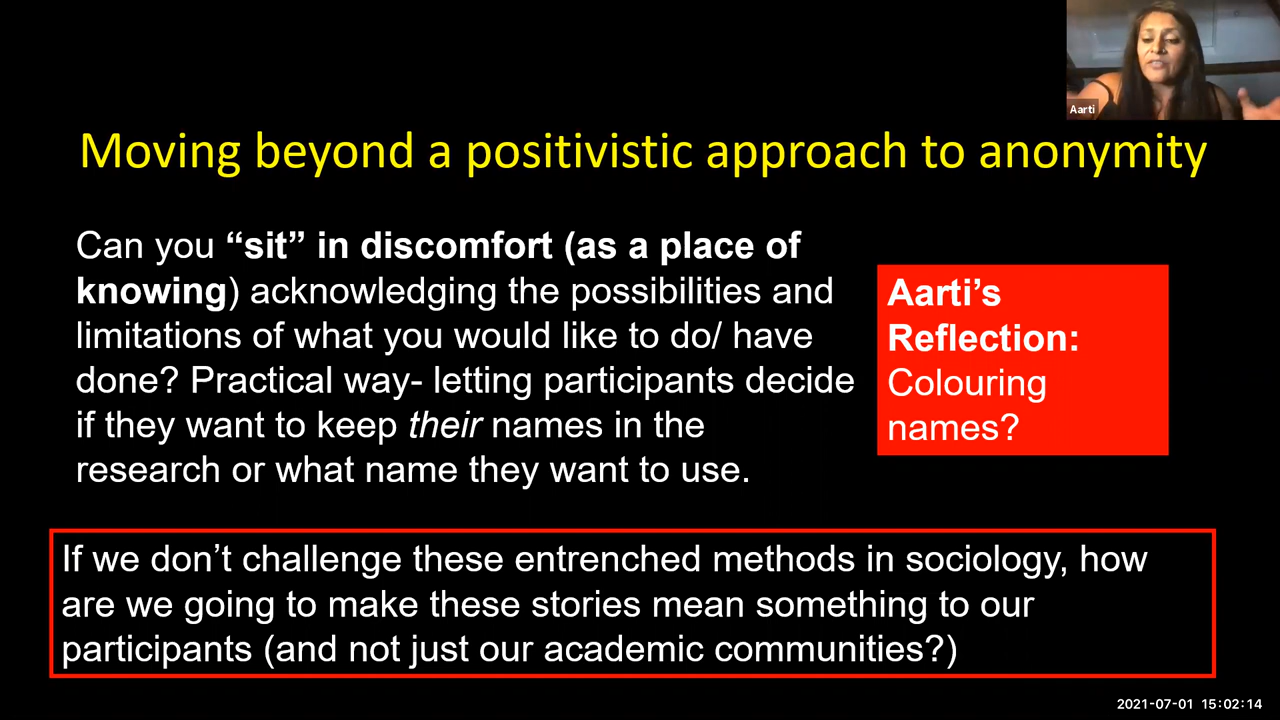 Aarti
Moving beyond a positivistic approach to anonymity
Can you “sit” in discomfort (as a place of
knowing) acknowledging the possibilities and
limitations of what you would like to do/ have
done? Practical way- letting participants decide
if they want to keep their names in the
research or what name they want to use.
Aarti’s
Reflection:
Colouring
names?
If we don’t challenge these entrenched methods in sociology, how
are we going to make these stories mean something to our
participants (and not just our academic communities?)
2021-07-01 15:02:14